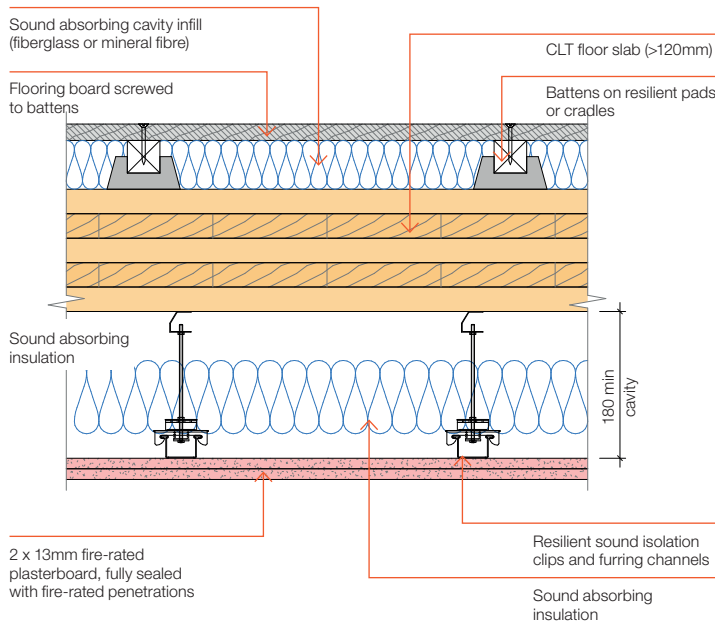 Sound absorbing cavity infill
(fiberglass or mineral fibre)
CLT floor slab (>120mm)
Flooring board screwed
to battens
Battens on resilient pads
or cradles
Sound absorbing
insulation
180 min
cavity
2 x 13mm fire-rated
plasterboard, fully sealed
with fire-rated penetrations
Resilient sound isolation
clips and furring channels
Sound absorbing
insulation